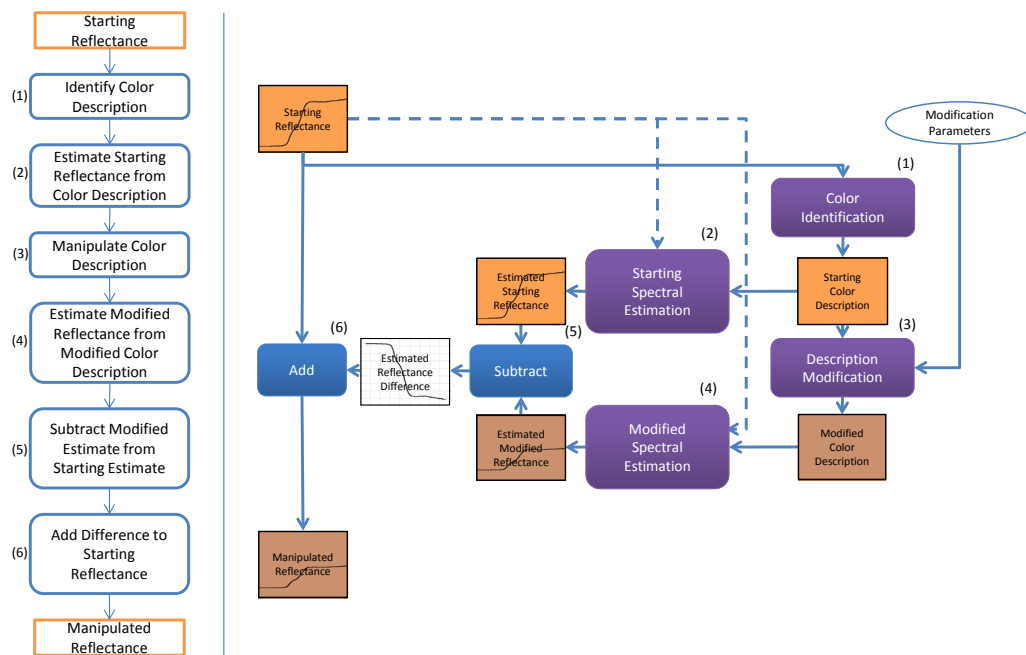 Starting
Reflectance
(1)
Identify Color
Description
(2)
Estimate Starting
Reflectance from
Color Description
(3)
Manipulate Color
Description
(4)
Estimate Modified
Reflectance from
Modified Color
Description
(5)
Subtract Modified
Estimate from
Starting Estimate
(6)
Add Difference to
Starting
Reflectance
Manipulated
Reflectance
Starting
Reflectance
Modification
Parameters
(1)
Color
Identification
(2)
Starting
Spectral
Estimation
Estimated
Starting
Reflectance
Starting
Color
Description
(3)
Description
Modification
(6)
Add
Estimated
Reflectance
Difference
(5)
Subtract
(4)
Modified
Spectral
Estimation
Estimated
Modified
Reflectance
Modified
Color
Description
Manipulated
Reflectance